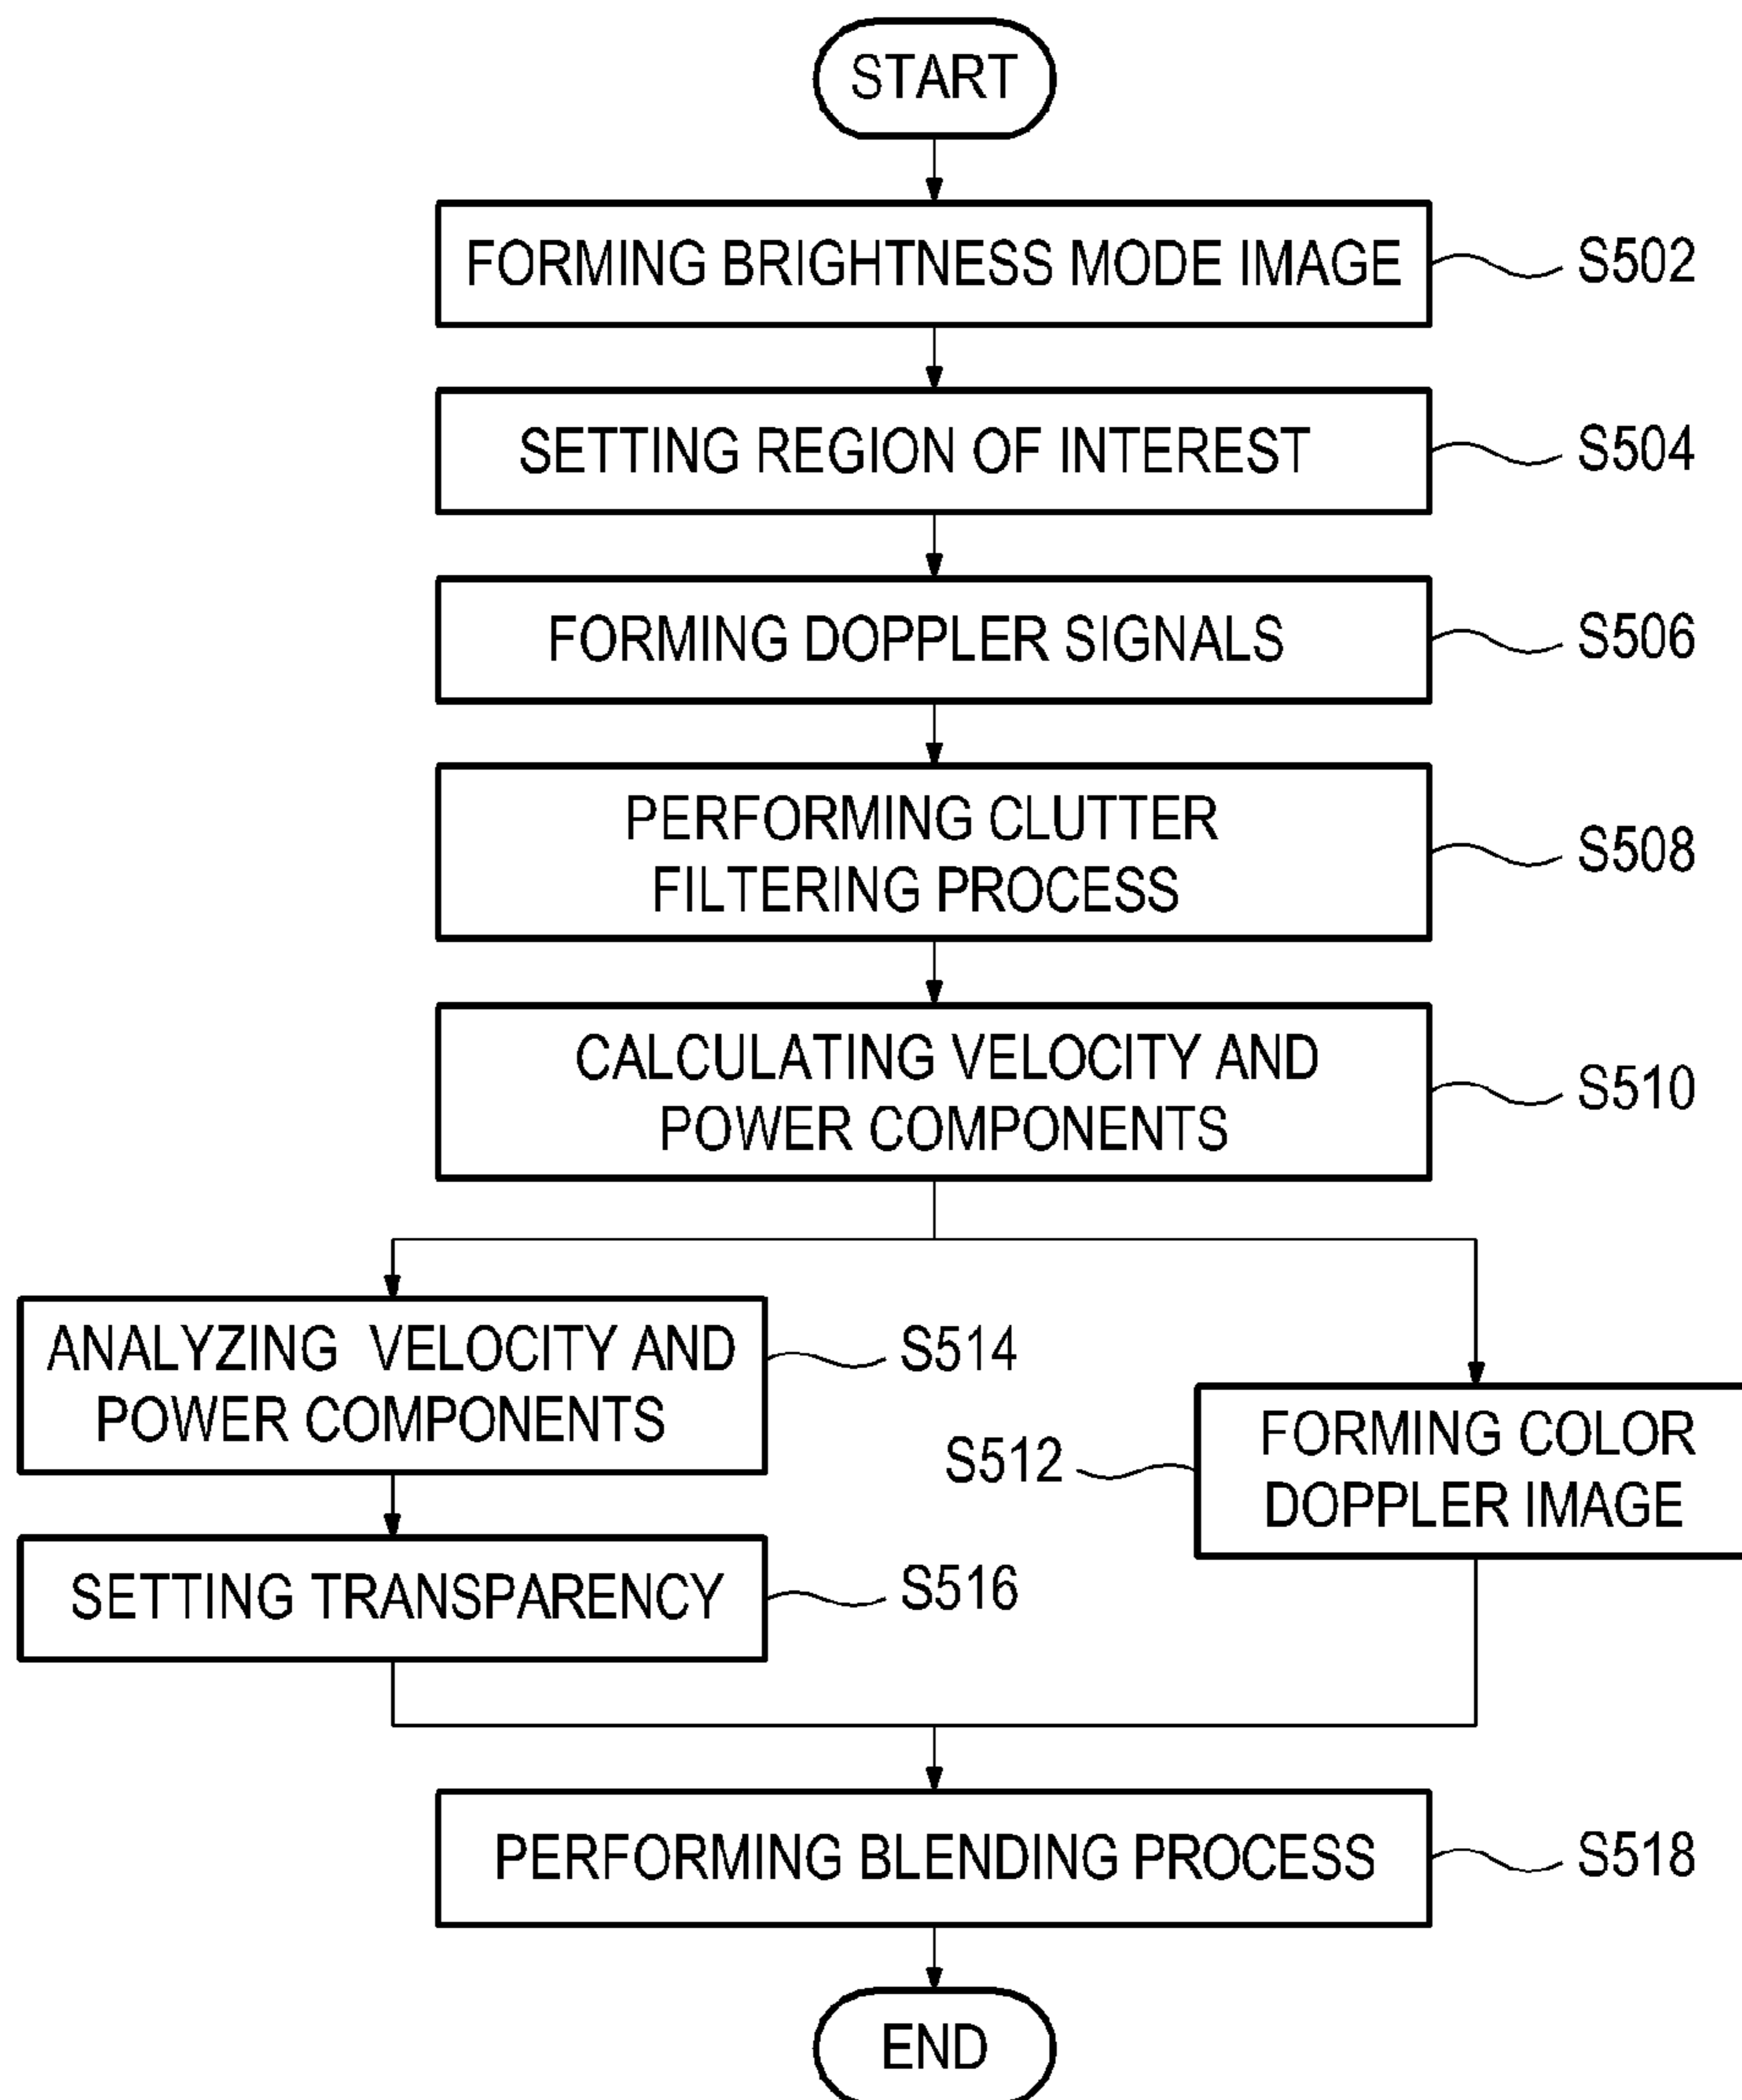 START
FORMING BRIGHTNESS MODE IMAGE
S502
SETTING REGION OF INTEREST
S504
FORMING DOPPLER SIGNALS
S506
PERFORMING CLUTTER
FILTERING PROCESS
S508
CALCULATING VELOCITY AND
POWER COMPONENTS
S510
ANALYZING VELOCITY AND
POWER COMPONENTS
S514
S512
FORMING COLOR
DOPPLER IMAGE
SETTING TRANSPARENCY
S516
PERFORMING BLENDING PROCESS
S518
END